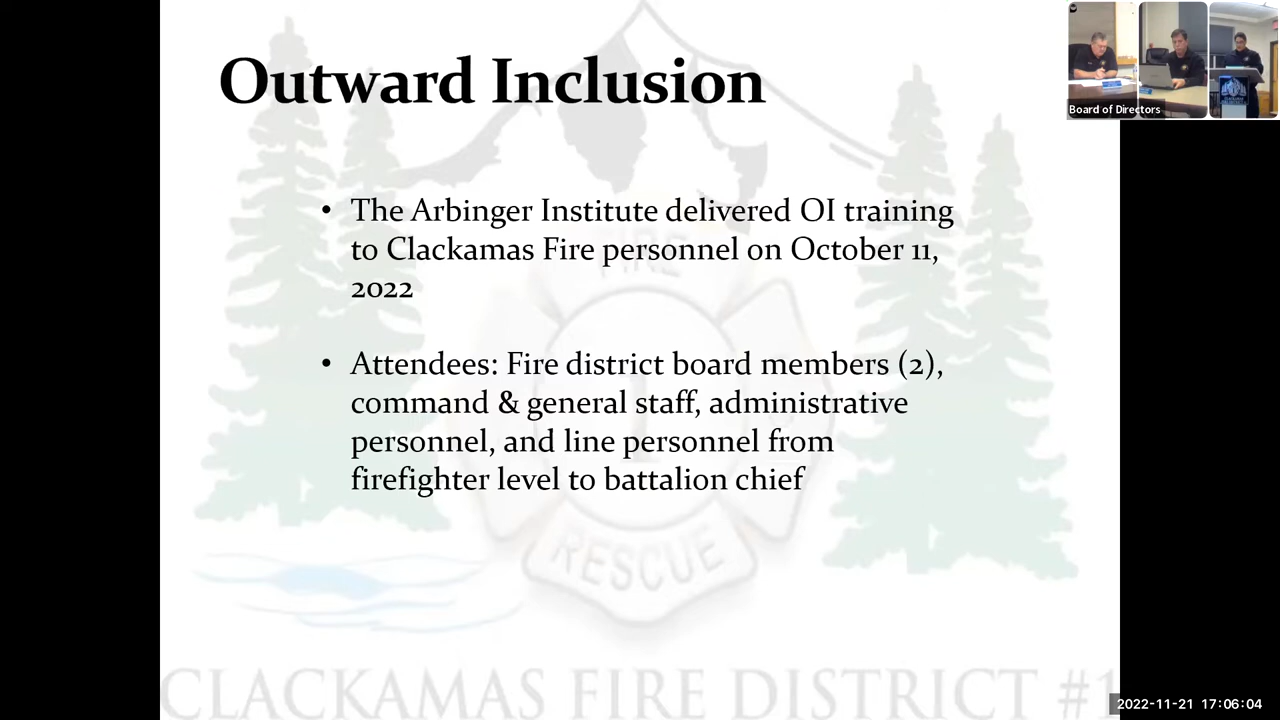 Outward Inclusion
• The Arbinger Institute delivered OI training
to Clackamas Fire personnel on October 11,
2022
• Attendees: Fire district board members (2),
command & general staff, administrative
personnel, and line personnel from
firefighter level to battalion chief
FIRE
RESCUE
CLACKAMAS FIRE DISTRICT #1
Board of Directors
2022-11-21 17:06:04